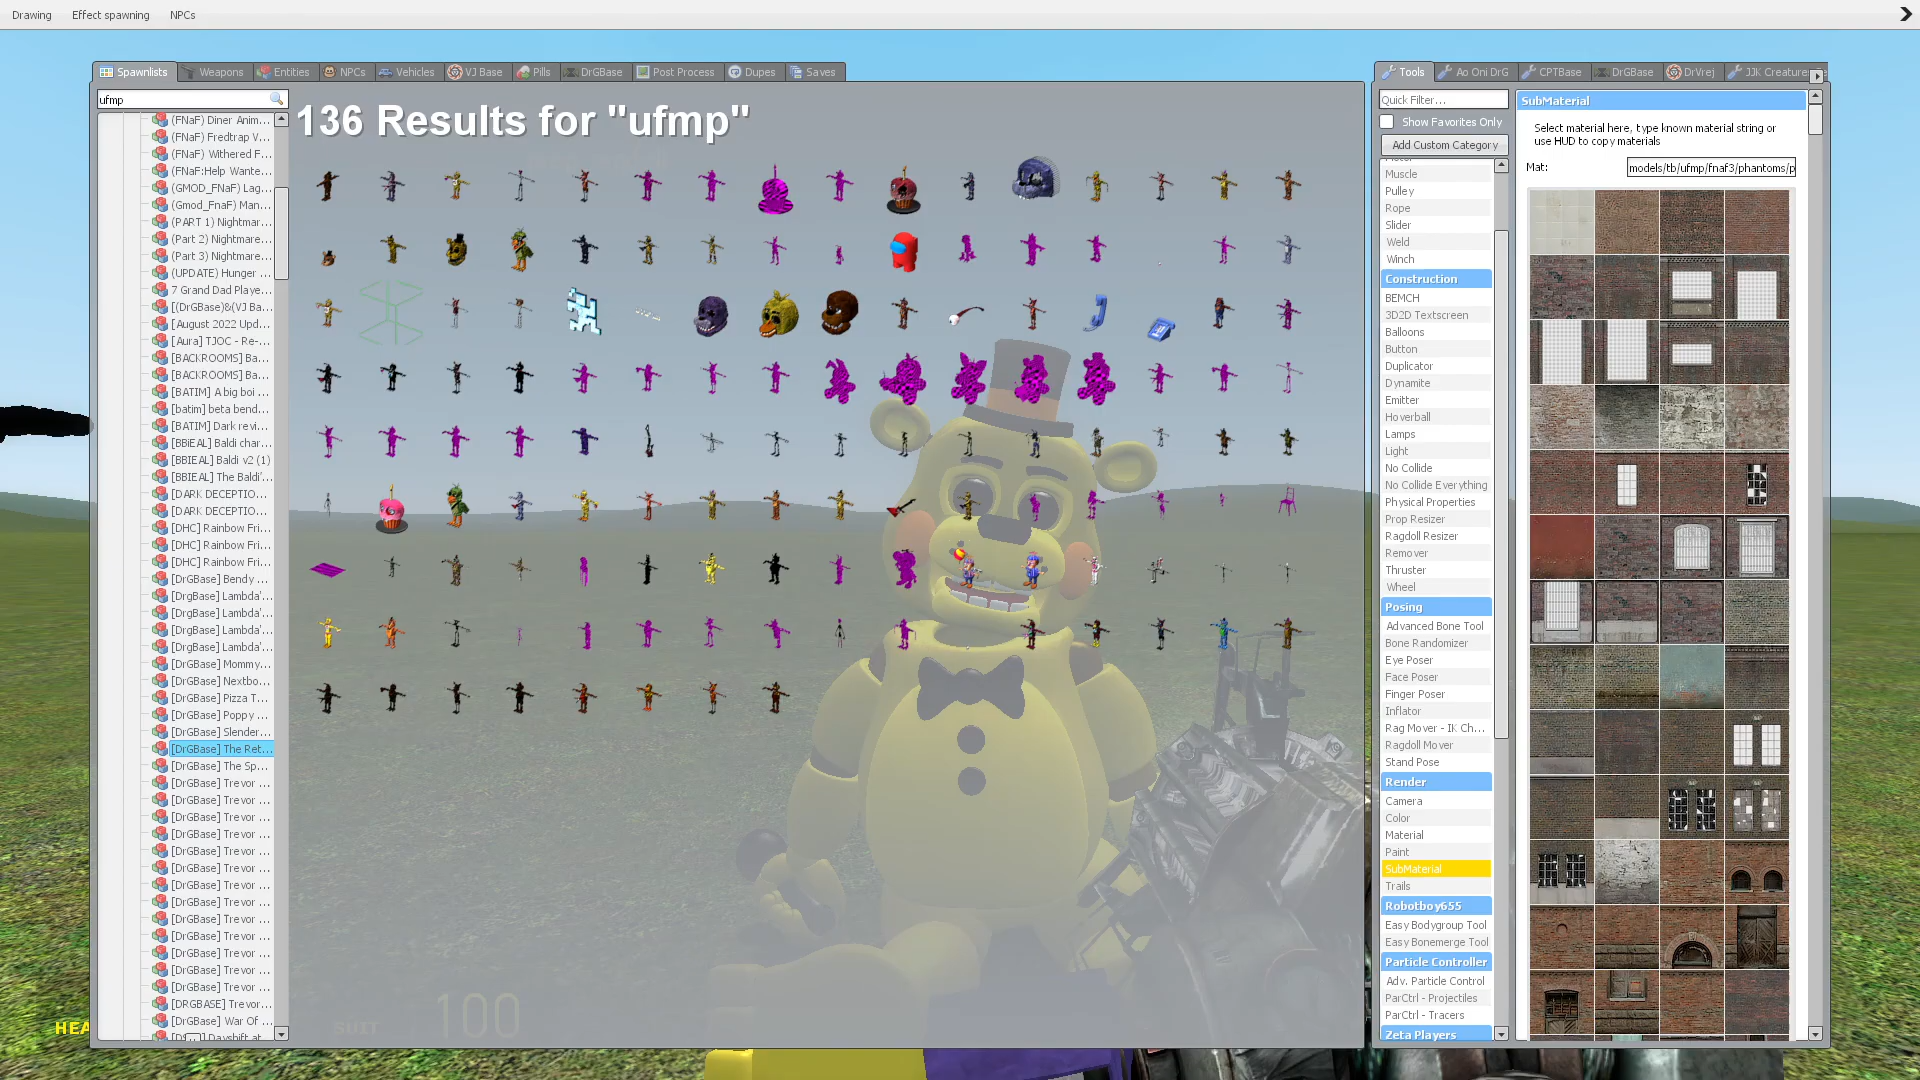 Drawing Effect spawning NPCs
Spawnlists Weapons Entities NPCs Vehicles VJ Base Pills DrGBase Post Process Dupes Saves
ufmp
136 Results for "ufmp"
(FNaF) Diner Anim...
(FNaF) Fredtrap V...
(FNaF) Withered F...
(FNaF:Help Wante...
(GMOD_FNaF) Lag...
(Gmod_FnaF) Man...
(PART 1) Nightmare...
(Part 2) Nightmare...
(Part 3) Nightmare...
(UPDATE) Hunger ...
7 Grand Dad Playe...
[(DrGBase)&(VJ Ba...
[August 2022 Upd...
[Aura] TJOC - Re-...
[BACKROOMS] Ba...
[BACKROOMS] Ba...
[BATIM] A big boi ...
[batim] beta bend...
[BATIM] Dark revi...
[BBiEAL] Baldi char...
[BBIEAL] Baldi v2 (1)
[BBIEAL] The Baldi'...
[DARK DECEPTIO...
[DARK DECEPTIO...
[DHC] Rainbow Fri...
[DHC] Rainbow Fri...
[DHC] Rainbow Fri...
[DrGBase] Bendy ...
[DrgBase] Lambda'...
[DrgBase] Lambda'...
[DrgBase] Lambda'...
[DrgBase] Lambda'...
[DrGBase] Mommy...
[DrGBase] Nextbo...
[DrGBase] Pizza T...
[DrGBase] Poppy ...
[DrGBase] Slender...
[DrGBase] The Ret...
[DrGBase] The Sp...
[DrGBase] Trevor ...
[DrGBase] Trevor ...
[DrGBase] Trevor ...
[DrGBase] Trevor ...
[DrGBase] Trevor ...
[DrGBase] Trevor ...
[DrGBase] Trevor ...
[DrGBase] Trevor ...
[DrGBase] Trevor ...
[DrGBase] Trevor ...
[DrGBase] Trevor ...
[DrGBase] Trevor ...
[DrGBase] Trevor ...
[DRGBASE] Trevor...
[DrGBase] War Of ...
Dayshift at
HEA
SUIT 100
Tools Ao Oni DrG CPTBase DrGBase DrVrej JJK Creature
Quick Filter...
Show Favorites Only
Add Custom Category
Muscle
Pulley
Rope
Slider
Weld
Winch
Construction
BEMCH
3D2D Textscreen
Balloons
Button
Duplicator
Dynamite
Emitter
Hoverball
Lamps
Light
No Collide
No Collide Everything
Physical Properties
Prop Resizer
Ragdoll Resizer
Remover
Thruster
Wheel
Posing
Advanced Bone Tool
Bone Randomizer
Eye Poser
Face Poser
Finger Poser
Inflator
Rag Mover - IK Ch...
Ragdoll Mover
Stand Pose
Render
Camera
Color
Material
Paint
SubMaterial
Trails
Robotboy655
Easy Bodygroup Tool
Easy Bonemerge Tool
Particle Controller
Adv. Particle Control
ParCtrl - Projectiles
ParCtrl - Tracers
Zeta Players
SubMaterial
Select material here, type known material string or
use HUD to copy materials
Mat: models/tb/ufmp/fnaf3/phantoms/p